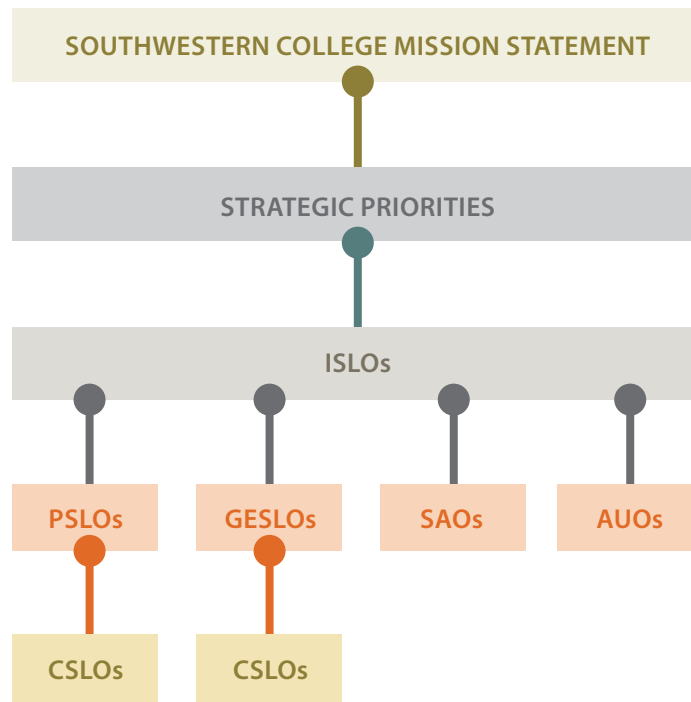 SOUTHWESTERN COLLEGE MISSION STATEMENT
STRATEGIC PRIORITIES
ISLOs
PSLOs
GESLOs
SAOs
AUOs
CSLOs
CSLOs